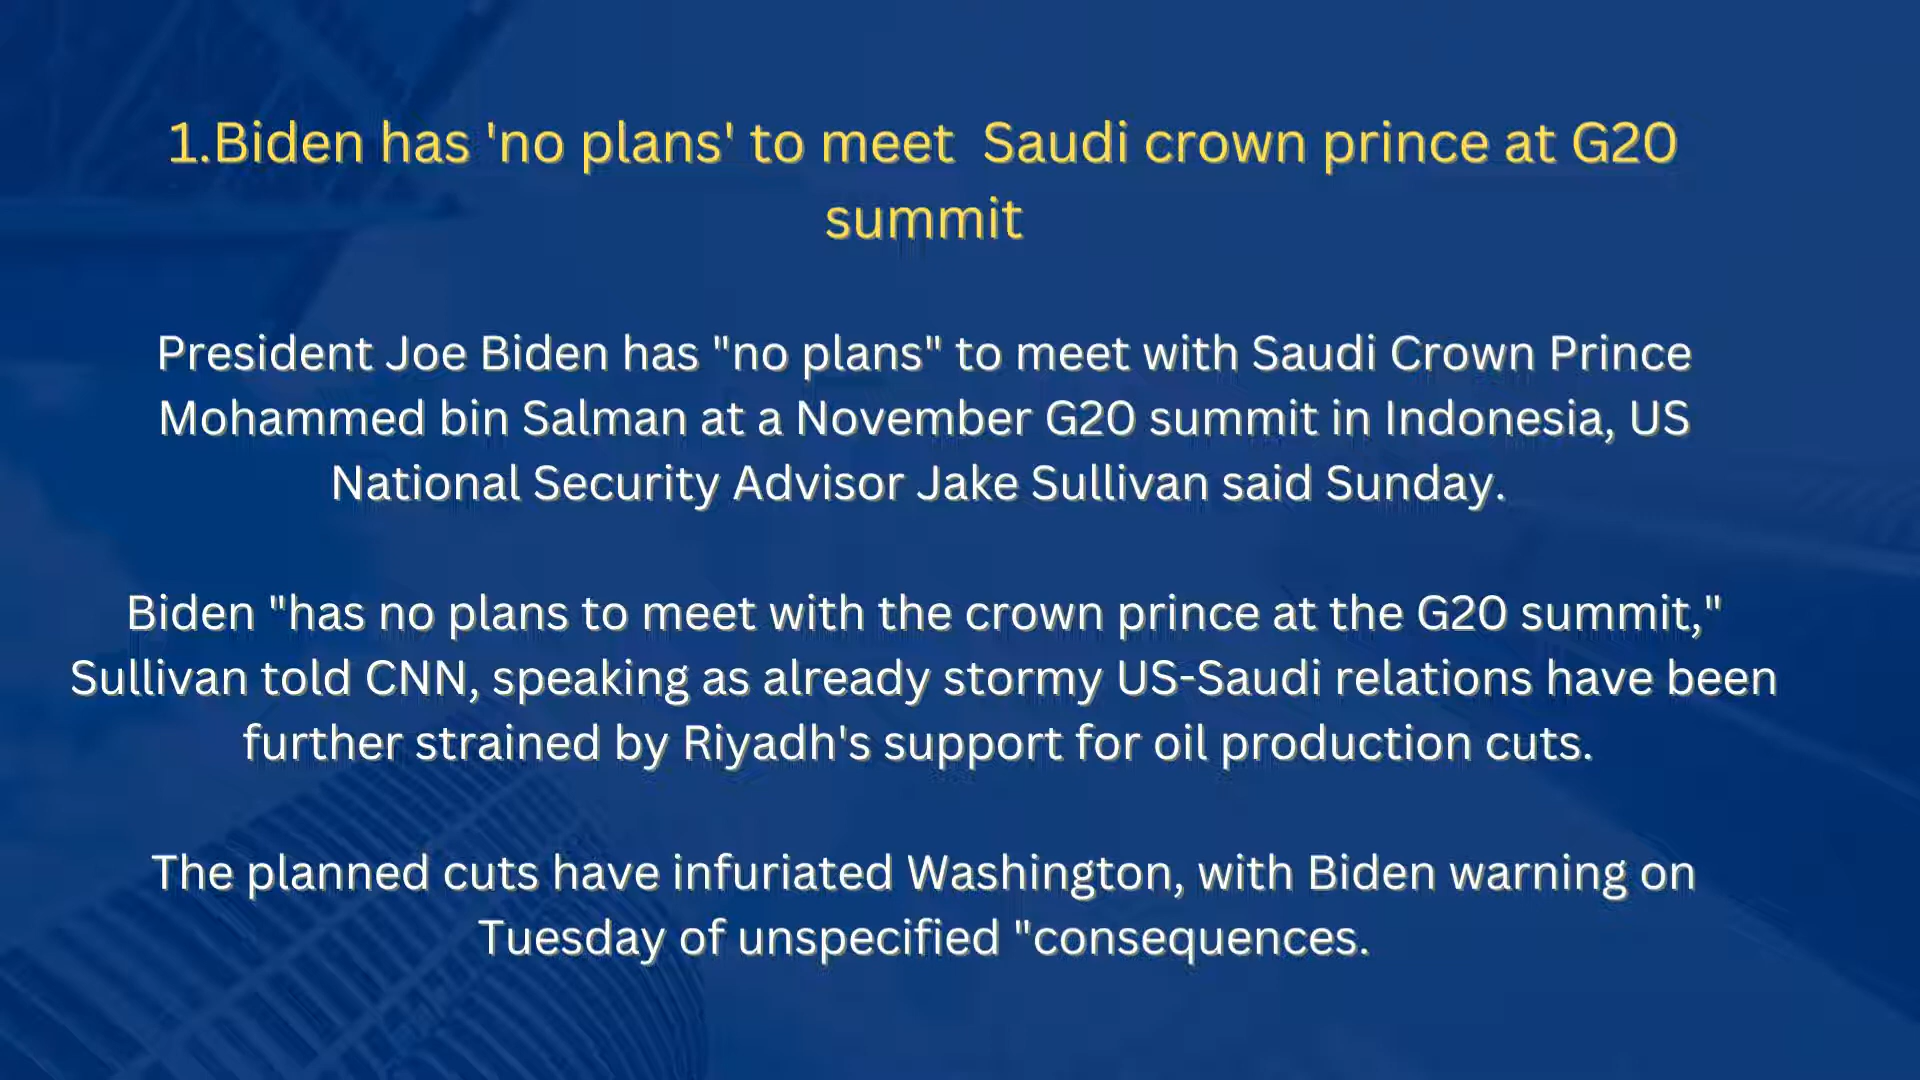 1.Biden has 'no plans' to meet  Saudi crown prince at G20
summit
President Joe Biden has "no plans" to meet with Saudi Crown Prince
Mohammed bin Salman at a November G20 summit in Indonesia, US
National Security Advisor Jake Sullivan said Sunday.
Biden "has no plans to meet with the crown prince at the G20 summit,"
Sullivan told CNN, speaking as already stormy US-Saudi relations have been
further strained by Riyadh's support for oil production cuts.
The planned cuts have infuriated Washington, with Biden warning on
Tuesday of unspecified "consequences.